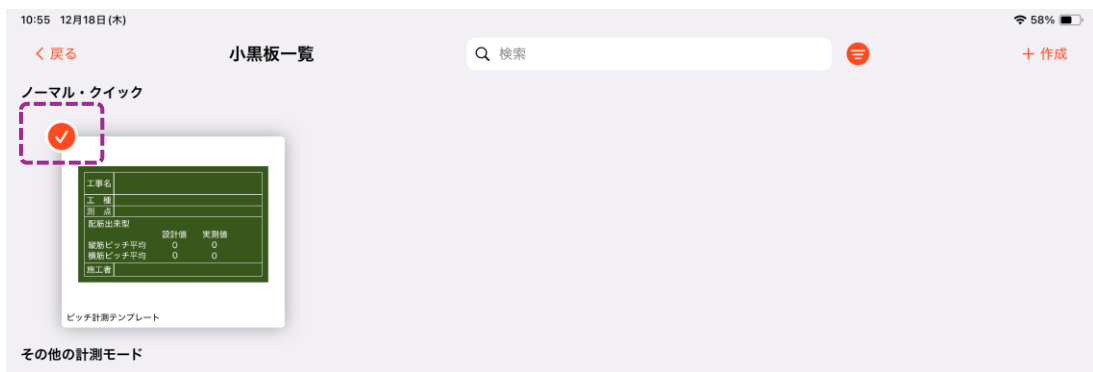 10:55 12月18日(木) 58%
戻る 小黒板一覧 検索 作成
ノーマル・クイック
工事名
工 種
測 点
配筋出来型
設計値 実測値
縦筋ピッチ平均 0 0
横筋ピッチ平均 0 0
施工者
ピッチ計測テンプレート
その他の計測モード